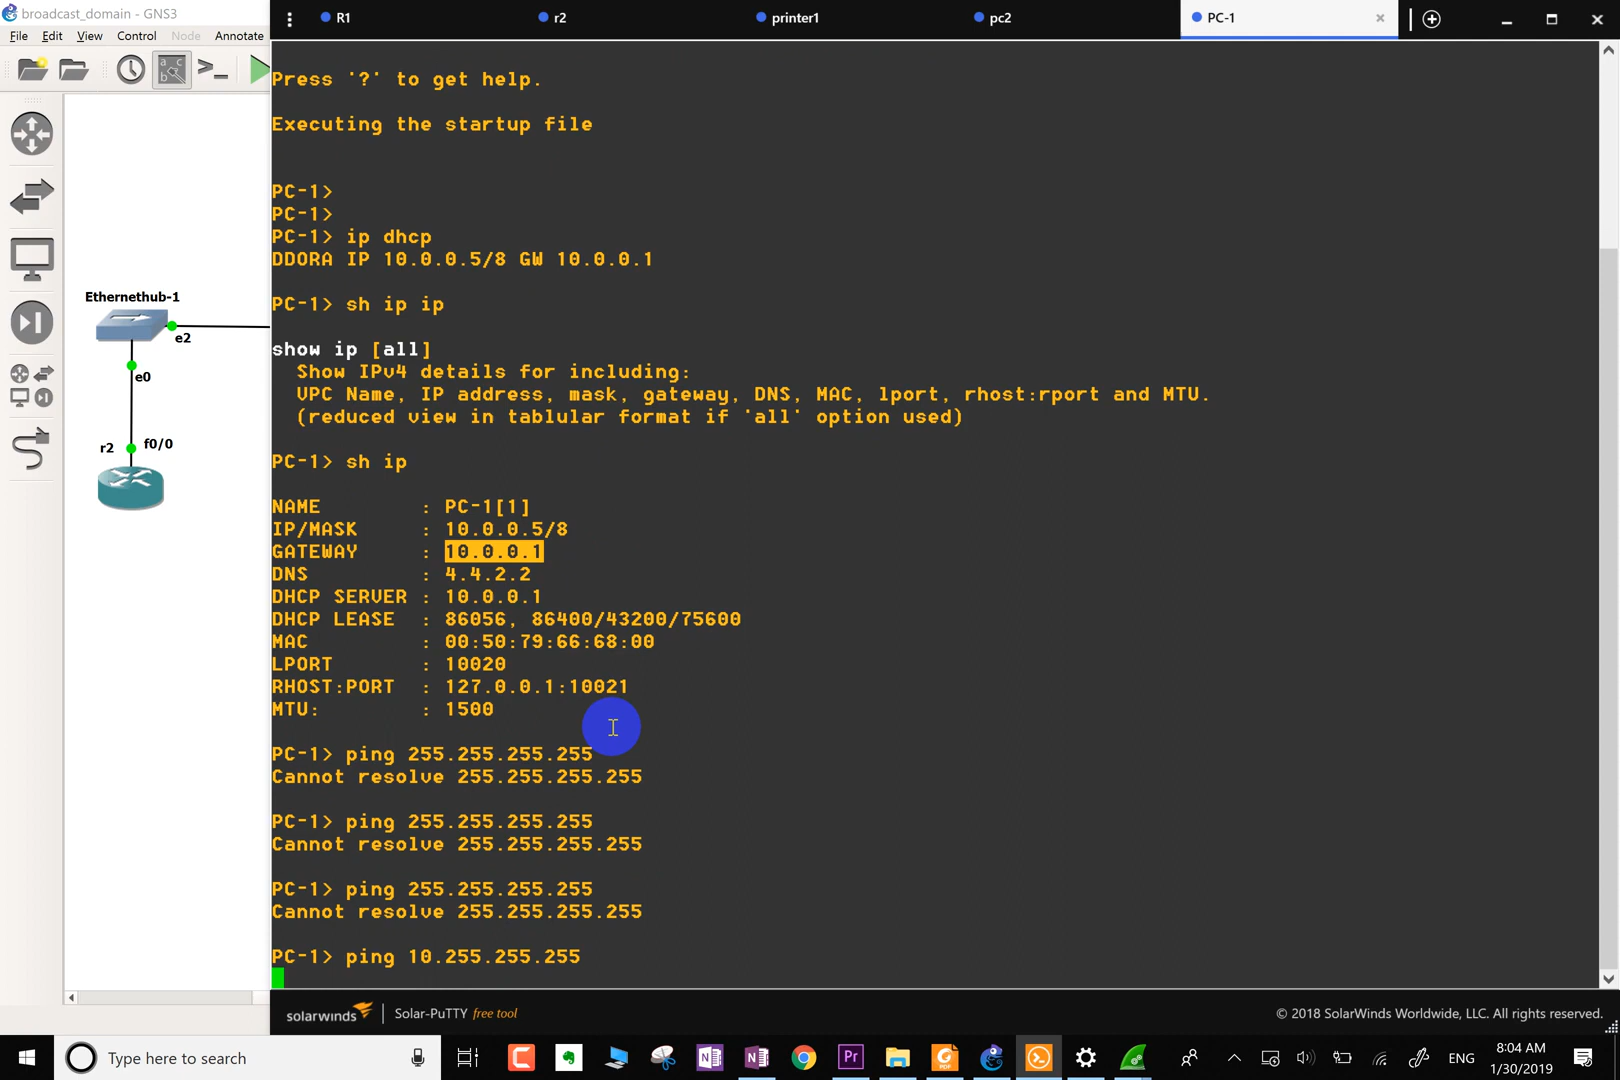 broadcast_domain - GNS3
File Edit View Control Node Annotate
R1
r2
printer1
pc2
PC-1
Ethernethub-1
e2
e0
r2
f0/0
Press '?' to get help.
Executing the startup file
PC-1>
PC-1>
PC-1> ip dhcp
DDORA IP 10.0.0.5/8 GW 10.0.0.1
PC-1> sh ip ip
show ip [all]
Show IPv4 details for including:
VPC Name, IP address, mask, gateway, DNS, MAC, lport, rhost:rport and MTU.
(reduced view in tablular format if 'all' option used)
PC-1> sh ip
NAME : PC-1[1]
IP/MASK : 10.0.0.5/8
GATEWAY : 10.0.0.1
DNS : 4.4.2.2
DHCP SERVER : 10.0.0.1
DHCP LEASE : 86056, 86400/43200/75600
MAC : 00:50:79:66:68:00
LPORT : 10020
RHOST:PORT : 127.0.0.1:10021
MTU: : 1500
PC-1> ping 255.255.255.255
Cannot resolve 255.255.255.255
PC-1> ping 255.255.255.255
Cannot resolve 255.255.255.255
PC-1> ping 255.255.255.255
Cannot resolve 255.255.255.255
PC-1> ping 10.255.255.255
solarwinds Solar-PuTTY free tool
© 2018 SolarWinds Worldwide, LLC. All rights reserved.
Type here to search
ENG
8:04 AM
1/30/2019